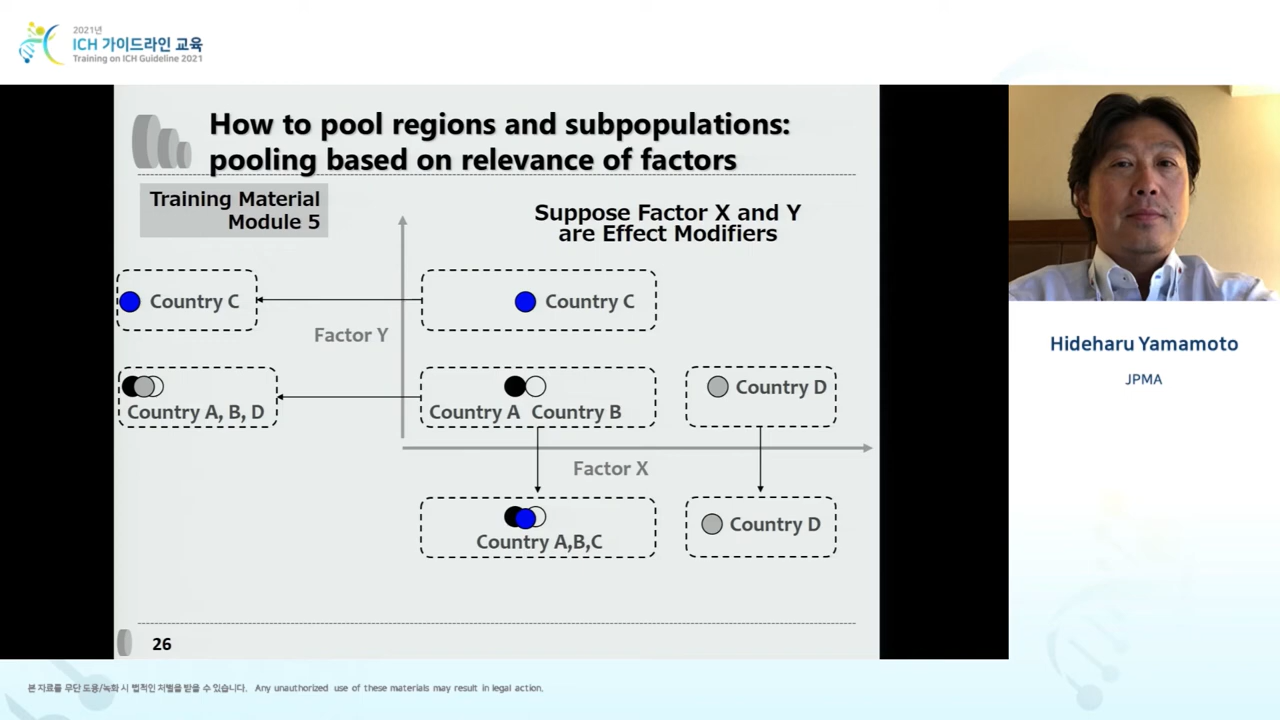 2021년
ICH 가이드라인 교육
Training on ICH Guideline 2021
How to pool regions and subpopulations:
pooling based on relevance of factors
Training Material
Module 5
Suppose Factor X and Y
are Effect Modifiers
Country C
Country C
Factor Y
Country A, B, D
Country A Country B
Country D
Factor X
Country A,B,C
Country D
26
Hideharu Yamamoto
JPMA
본 자료를 무단 도용/녹화 시 법적인 처벌을 받을 수 있습니다. Any unauthorized use of these materials may result in legal action.